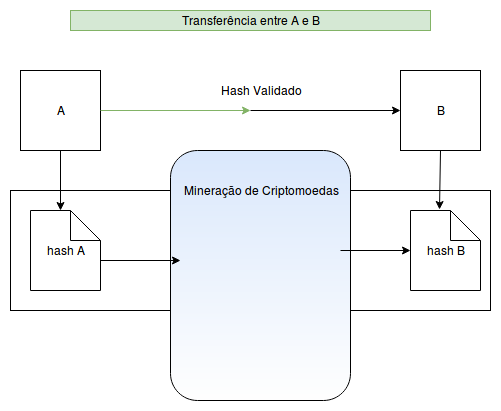 Transferência entre A e B
Hash Validado
A
B
Mineração de Criptomoedas
hash A
hash B